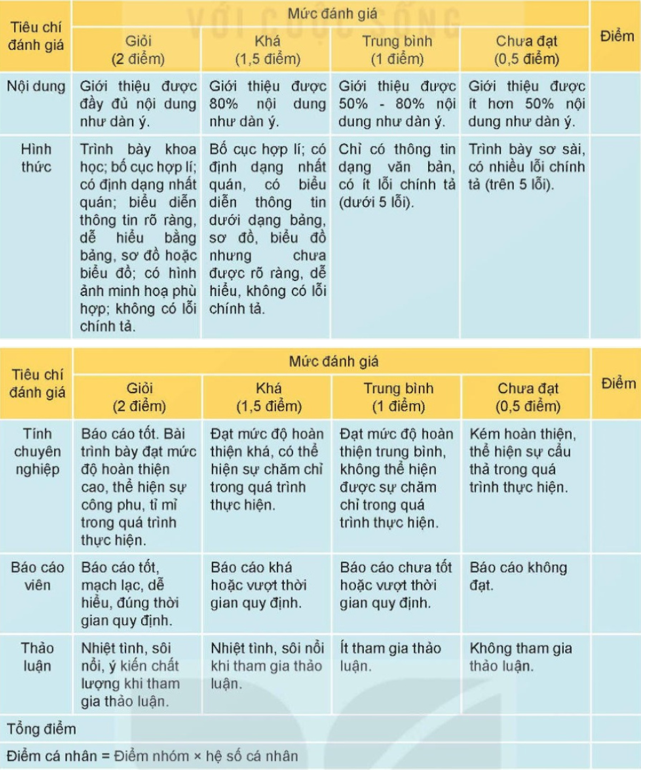 VỚI CUỘC SỐNG
Tiêu chí đánh giá
Mức đánh giá
Điểm
Giỏi (2 điểm)
Khá (1,5 điểm)
Trung bình (1 điểm)
Chưa đạt (0,5 điểm)
Nội dung
Giới thiệu được
đầy đủ nội dung
như dàn ý.
Giới thiệu được
80% nội dung
như dàn ý.
Giới thiệu được
50% - 80% nội
dung như dàn ý.
Giới thiệu được
ít hơn 50% nội
dung như dàn ý.
Hình
thức
Trình bày khoa
học; bố cục hợp lí;
có định dạng nhất
quán; biểu diễn
thông tin rõ ràng,
dễ hiểu bằng
bảng, sơ đồ hoặc
biểu đồ; có hình
ảnh minh hoạ phù
hợp; không có lỗi
chính tả.
Bố cục hợp lí; có
định dạng nhất
quán, có biểu
diễn thông tin
dưới dạng bảng,
sơ đồ, biểu đồ
nhưng chưa
được rõ ràng, dễ
hiểu, không có lỗi
chính tả.
Chỉ có thông tin
dạng văn bản,
có ít lỗi chính tả
(dưới 5 lỗi).
Trình bày sơ sài,
có nhiều lỗi chính
tả (trên 5 lỗi).
Tiêu chí
đánh giá
Mức đánh giá
Điểm
Giỏi
(2 điểm)
Khá
(1,5 điểm)
Trung bình
(1 điểm)
Chưa đạt
(0,5 điểm)
Tính
chuyên
nghiệp
Báo cáo tốt. Bài
trình bày đạt mức
độ hoàn thiện
cao, thể hiện sự
công phu, tỉ mỉ
trong quá trình
thực hiện.
Đạt mức độ hoàn
thiện khá, có thể
hiện sự chăm chỉ
trong quá trình
thực hiện.
Đạt mức độ hoàn
thiện trung bình,
không thể hiện
được sự chăm
chỉ trong quá
trình thực hiện.
Kém hoàn thiện,
thể hiện sự cẩu
thả trong quá
trình thực hiện.
Báo cáo
viên
Báo cáo tốt,
mạch lạc, dễ
hiểu, đúng thời
gian quy định.
Báo cáo khá
hoặc vượt thời
gian quy định.
Báo cáo chưa tốt
hoặc vượt thời
gian quy định.
Báo cáo không
đạt.
Thảo
luận
Nhiệt tình, sôi
nổi, ý kiến chất
lượng khi tham
gia thảo luận.
Nhiệt tình, sôi nổi
khi tham gia thảo
luận.
Ít tham gia thảo
luận.
Không tham gia
thảo luận.
Tổng điểm
Điểm cá nhân = Điểm nhóm × hệ số cá nhân